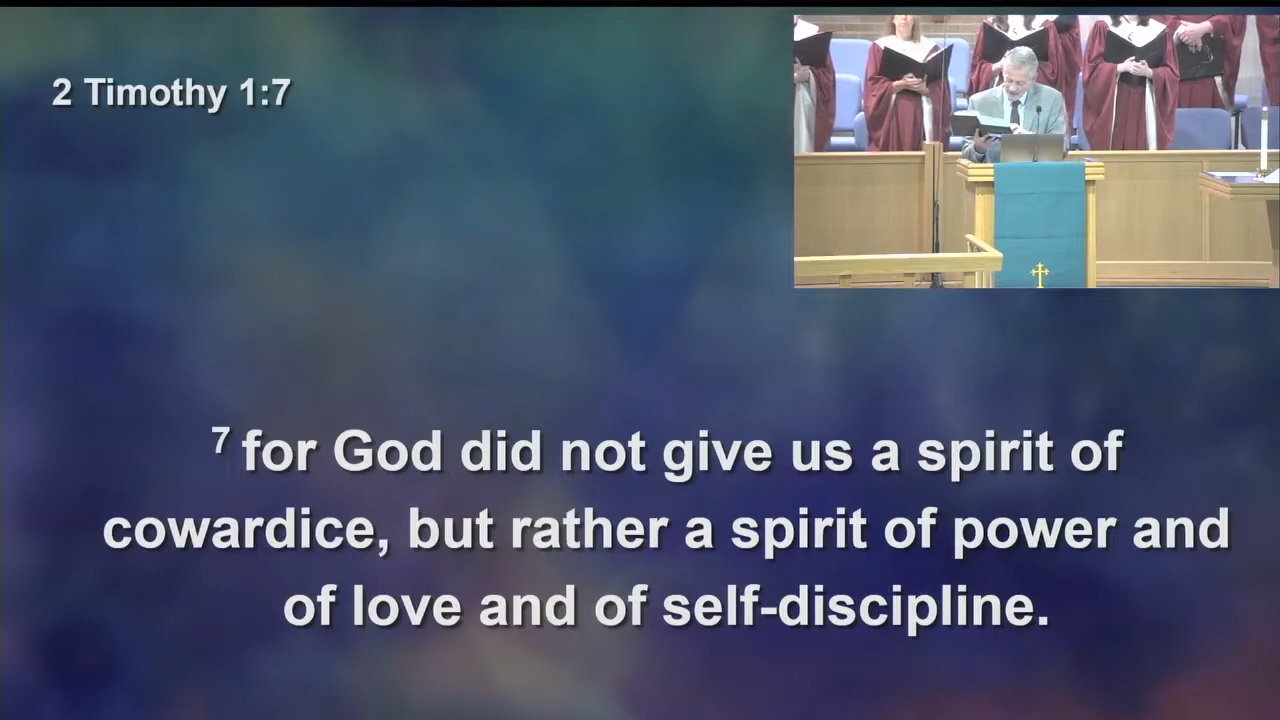 2 Timothy 1:7
7 for God did not give us a spirit of
cowardice, but rather a spirit of power and
of love and of self-discipline.